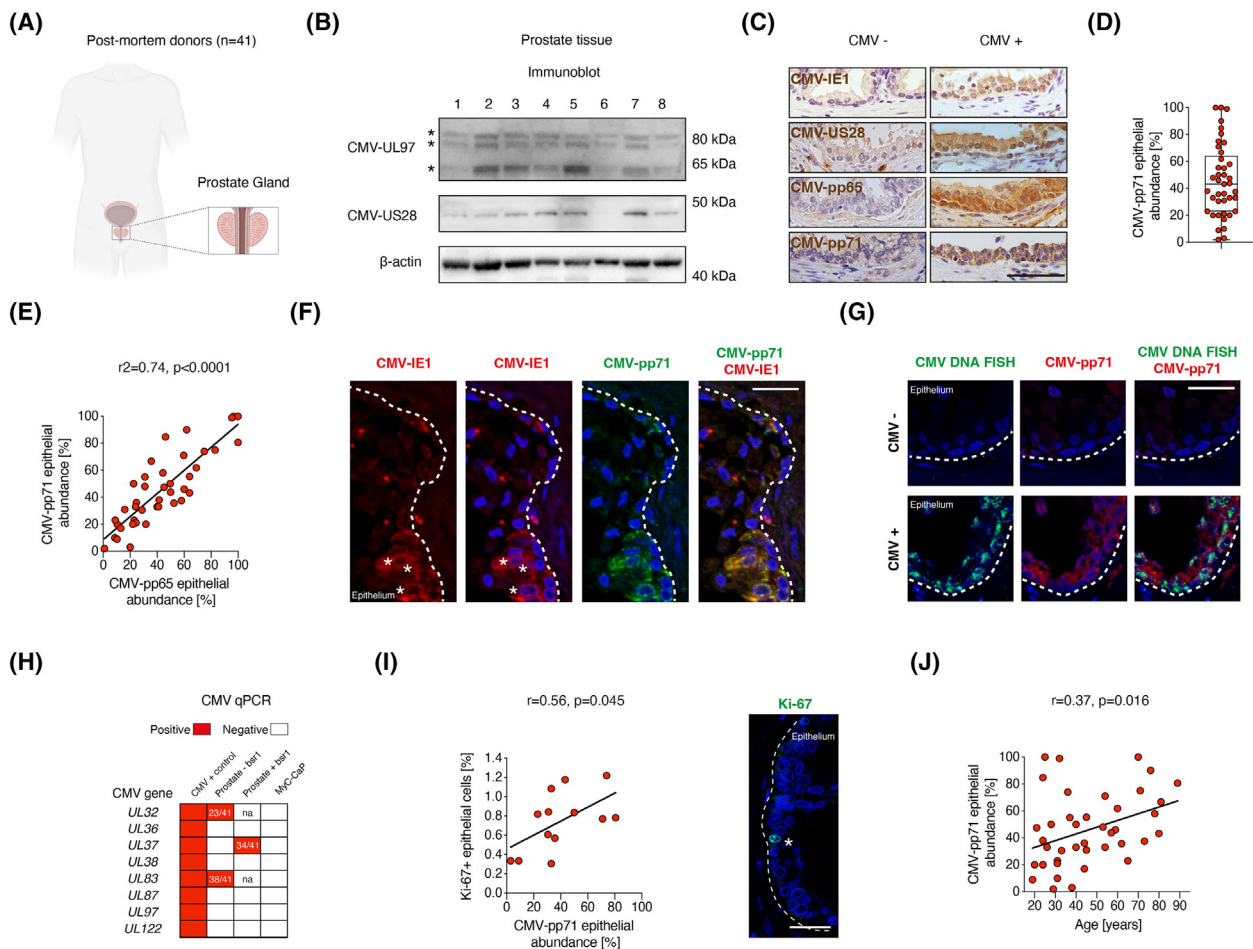 (A)
Post-mortem donors (n=41)
Prostate Gland
(B)
Prostate tissue
Immunoblot
1 2 3 4 5 6 7 8
CMV-UL97
*
*
*
80 kDa
65 kDa
CMV-US28
50 kDa
β-actin
40 kDa
(C)
CMV - CMV +
CMV-IE1
CMV-US28
CMV-pp65
CMV-pp71
(D)
CMV-pp71 epithelial
abundance [%]
100
80
60
40
20
0
(E)
r2=0.74, p<0.0001
CMV-pp71 epithelial
abundance [%]
100
80
60
40
20
0
0 20 40 60 80 100
CMV-pp65 epithelial
abundance [%]
(F)
CMV-IE1 CMV-IE1 CMV-pp71 CMV-pp71
CMV-IE1
* * * *
* * *
Epithelium
(G)
CMV DNA FISH CMV-pp71 CMV DNA FISH
CMV-pp71
CMV -
Epithelium
CMV +
Epithelium
(H)
CMV qPCR
Positive Negative
CMV gene
CMV + control
Prostate - bsr1
Prostate + bsr1
MyC-CaP
UL32 23/41 na
UL36
UL37 34/41
UL38
UL83 38/41 na
UL87
UL97
UL122
(I)
r=0.56, p=0.045
Ki-67+ epithelial cells [%]
1.4
1.2
1.0
0.8
0.6
0.4
0.2
0
0 20 40 60 80 100
CMV-pp71 epithelial
abundance [%]
Ki-67
Epithelium
*
(J)
r=0.37, p=0.016
CMV-pp71 epithelial
abundance [%]
100
80
60
40
20
0
20 30 40 50 60 70 80 90
Age [years]